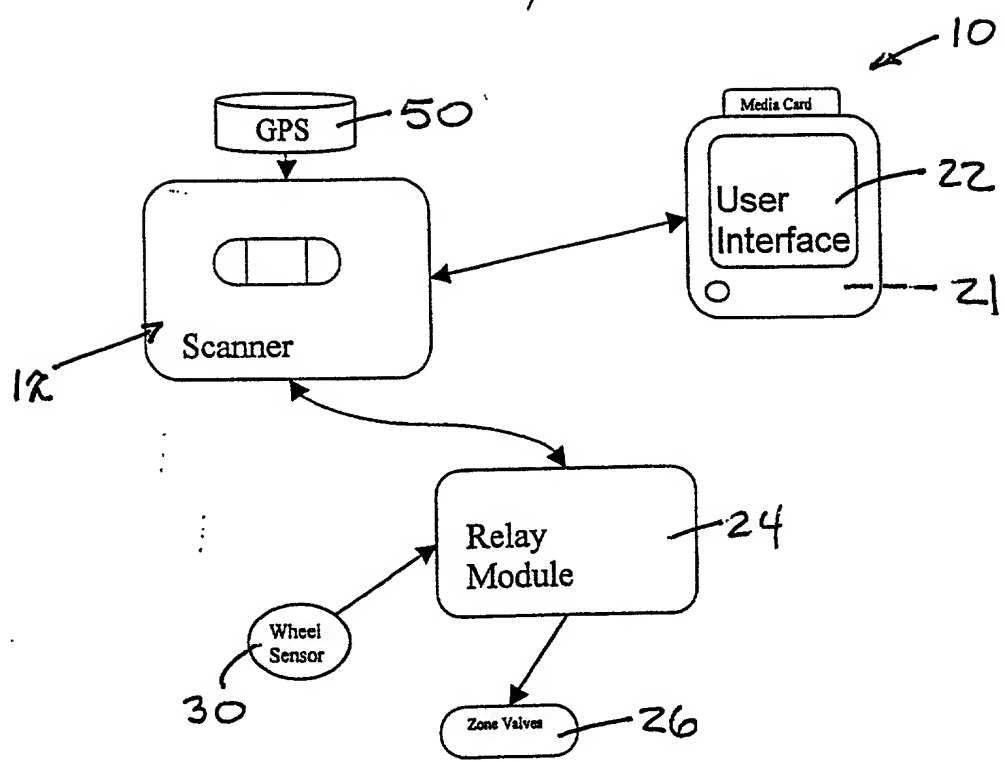 10
Media Card
GPS
50
User
Interface
22
21
Scanner
12
Relay
Module
24
Wheel
Sensor
30
Zone Valves
26